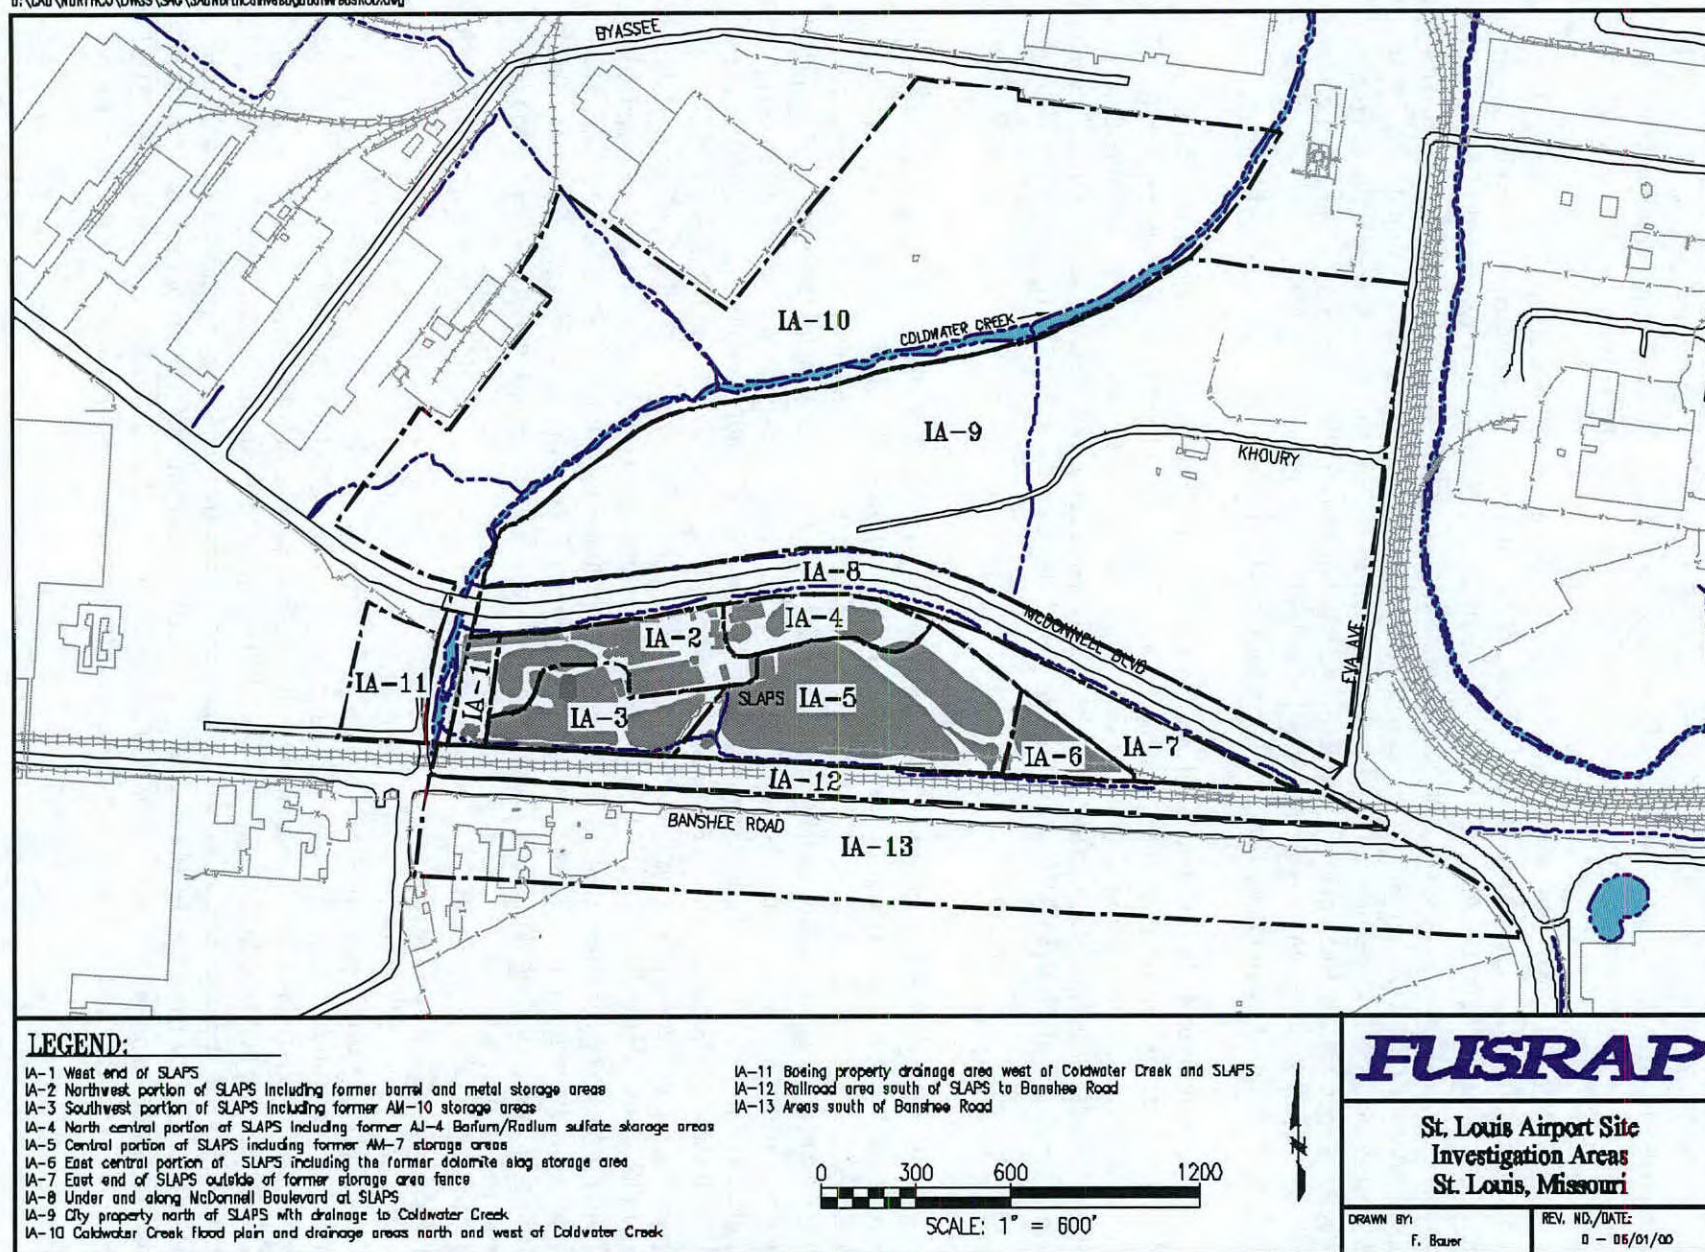 BYASSEE
IA-10
COLDWATER CREEK
IA-9
KHOURY
IA-8
MCDONNELL BLVD
EVA AVE
IA-4
IA-2
IA-1
IA-11
IA-3
SLAPS
IA-5
IA-6
IA-7
IA-12
BANSHEE ROAD
IA-13
LEGEND:
IA-1 West end of SLAPS
IA-2 Northwest portion of SLAPS Including former barrel and metal storage areas
IA-3 Southwest portion of SLAPS Including former AM-10 storage areas
IA-4 North central portion of SLAPS Including former AJ-4 Barium/Radium sulfate storage areas
IA-5 Central portion of SLAPS including former AM-7 storage areas
IA-6 East central portion of SLAPS including the former dolomite slag storage area
IA-7 East end of SLAPS outside of former storage area fence
IA-8 Under and along McDonnell Boulevard at SLAPS
IA-9 City property north of SLAPS with drainage to Coldwater Creek
IA-10 Coldwater Creek flood plain and drainage areas north and west of Coldwater Creek
IA-11 Boeing property drainage area west of Coldwater Creek and SLAPS
IA-12 Railroad area south of SLAPS to Banshee Road
IA-13 Areas south of Banshee Road
0 300 600 1200
SCALE: 1" = 600'
FUSRAP
St. Louis Airport Site
Investigation Areas
St. Louis, Missouri
DRAWN BY:
F. Bauer
REV. NO./DATE:
0 - 06/01/00